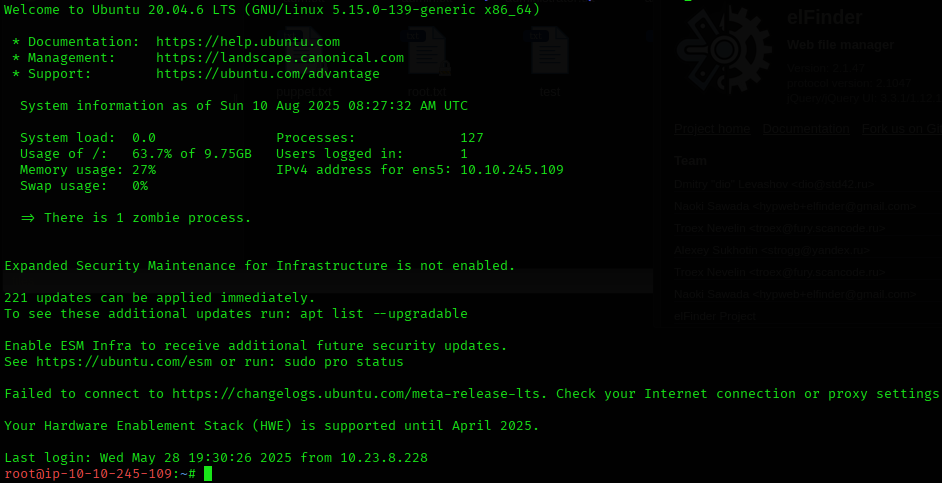 Welcome to Ubuntu 20.04.6 LTS (GNU/Linux 5.15.0-139-generic x86_64)
* Documentation:  https://help.ubuntu.com
* Management:     https://landscape.canonical.com
* Support:        https://ubuntu.com/advantage
System information as of Sun 10 Aug 2025 08:27:32 AM UTC
System load:  0.0               Processes:             127
Usage of /:   63.7% of 9.75GB   Users logged in:       1
Memory usage: 27%               IPv4 address for ens5: 10.10.245.109
Swap usage:   0%
=> There is 1 zombie process.
Expanded Security Maintenance for Infrastructure is not enabled.
221 updates can be applied immediately.
To see these additional updates run: apt list --upgradable
Enable ESM Infra to receive additional future security updates.
See https://ubuntu.com/esm or run: sudo pro status
Failed to connect to https://changelogs.ubuntu.com/meta-release-lts. Check your Internet connection or proxy settings
Your Hardware Enablement Stack (HWE) is supported until April 2025.
Last login: Wed May 28 19:30:26 2025 from 10.23.8.228
root@ip-10-10-245-109:~#
elFinder
Web file manager
Project home Documentation
Team
elFinder Project
root.txt
test